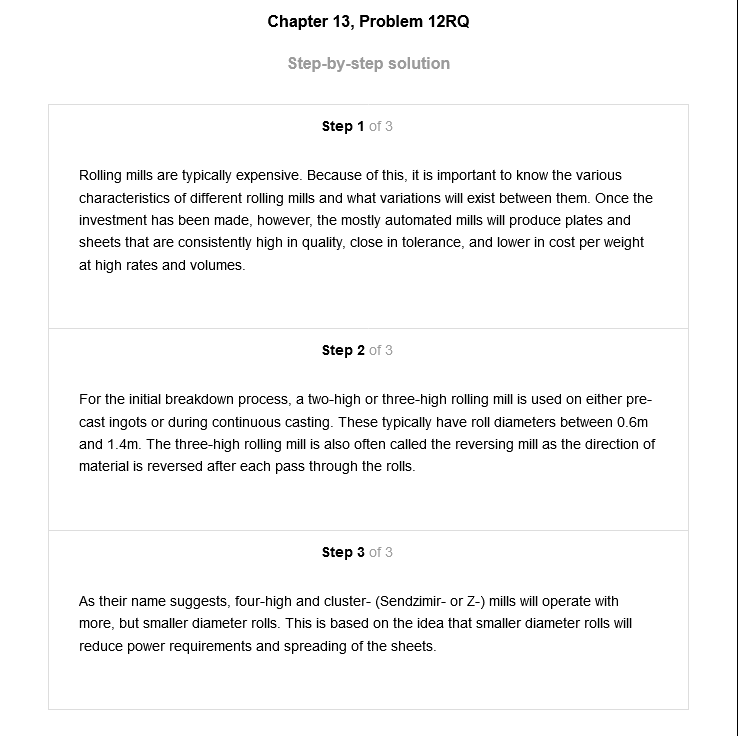 Chapter 13, Problem 12RQ
Step-by-step solution
Step 1 of 3
Rolling mills are typically expensive. Because of this, it is important to know the various
characteristics of different rolling mills and what variations will exist between them. Once the
investment has been made, however, the mostly automated mills will produce plates and
sheets that are consistently high in quality, close in tolerance, and lower in cost per weight
at high rates and volumes.
Step 2 of 3
For the initial breakdown process, a two-high or three-high rolling mill is used on either pre-
cast ingots or during continuous casting. These typically have roll diameters between 0.6m
and 1.4m. The three-high rolling mill is also often called the reversing mill as the direction of
material is reversed after each pass through the rolls.
Step 3 of 3
As their name suggests, four-high and cluster- (Sendzimir- or Z-) mills will operate with
more, but smaller diameter rolls. This is based on the idea that smaller diameter rolls will
reduce power requirements and spreading of the sheets.